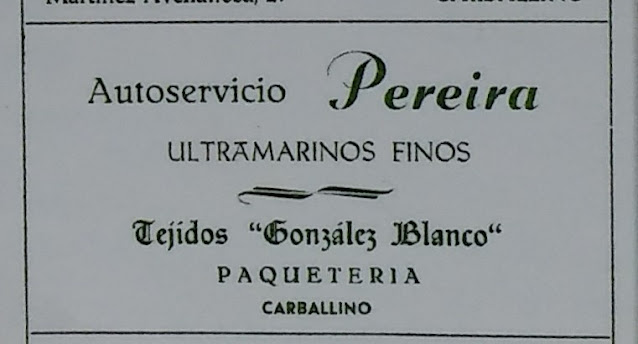 Autoservicio Pereira
ULTRAMARINOS FINOS
Tejidos "González Blanco"
PAQUETERIA
CARBALLINO